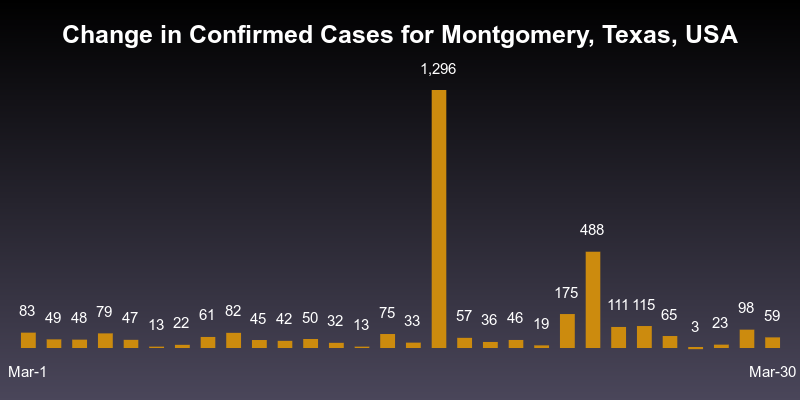 Change in Confirmed Cases for Montgomery, Texas, USA
1,296
488
175
111 115
83 49 48 79 47 13 22 61 82 45 42 50 32 13 75 33 57 36 46 19 65 3 23 98 59
Mar-1 Mar-30